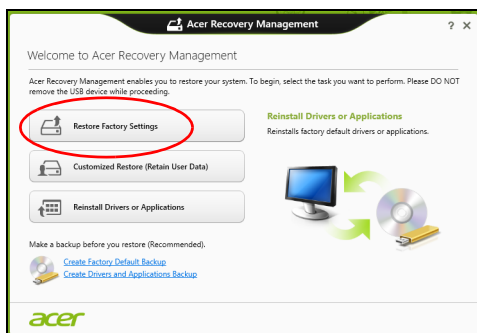 Acer Recovery Management
? X
Welcome to Acer Recovery Management
Acer Recovery Management enables you to restore your system. To begin, select the task you want to perform. Please DO NOT
remove the USB device while proceeding.
Restore Factory Settings
Customized Restore (Retain User Data)
Reinstall Drivers or Applications
Reinstall Drivers or Applications
Reinstalls factory default drivers or applications.
Make a backup before you restore (Recommended).
Create Factory Default Backup
Create Drivers and Applications Backup
acer